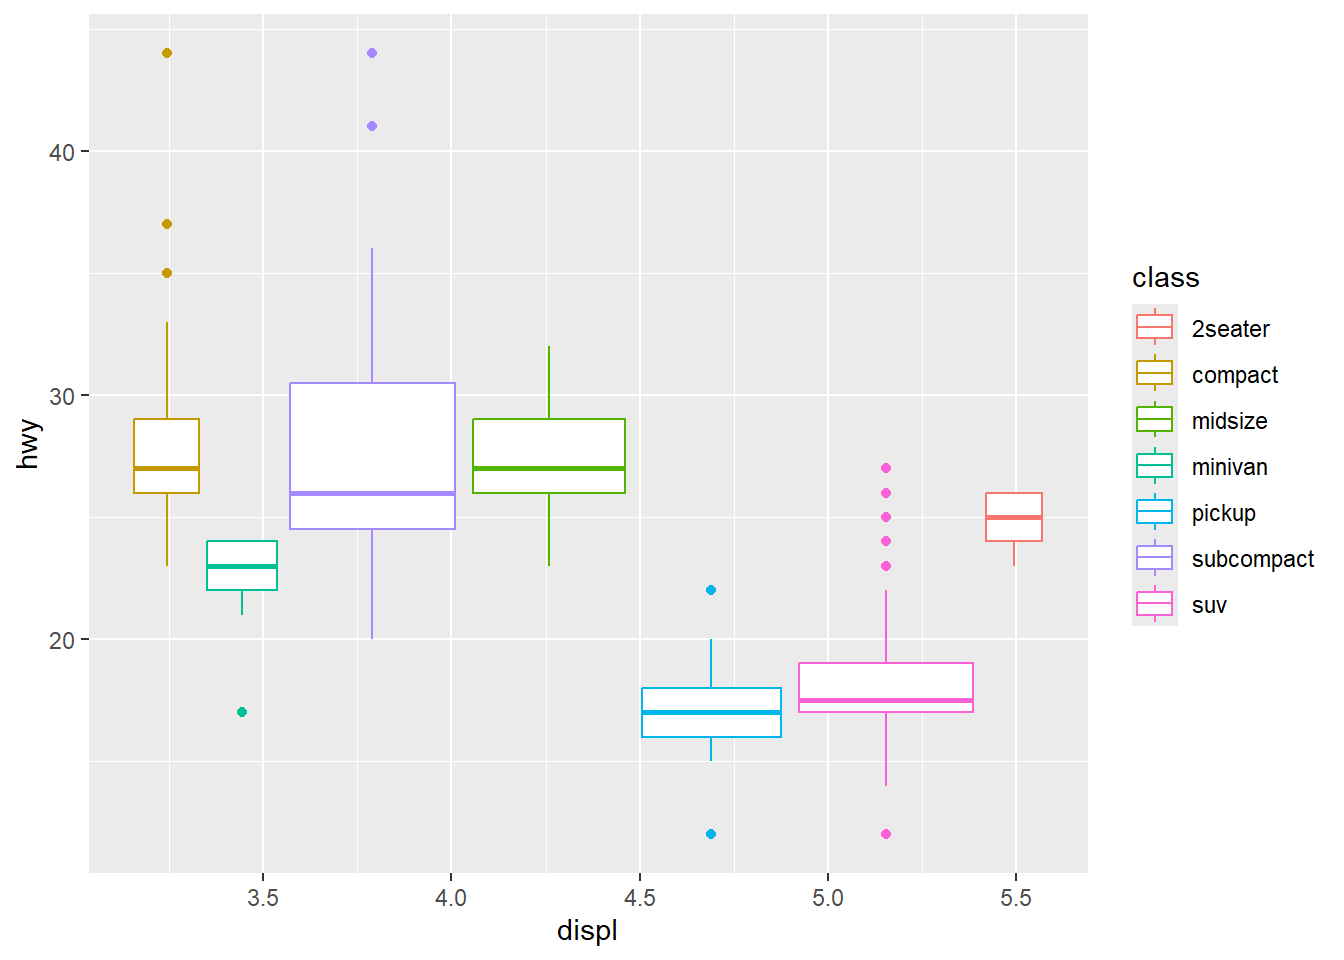 40
30
20
hwy
3.5 4.0 4.5 5.0 5.5
displ
class
2seater
compact
midsize
minivan
pickup
subcompact
suv